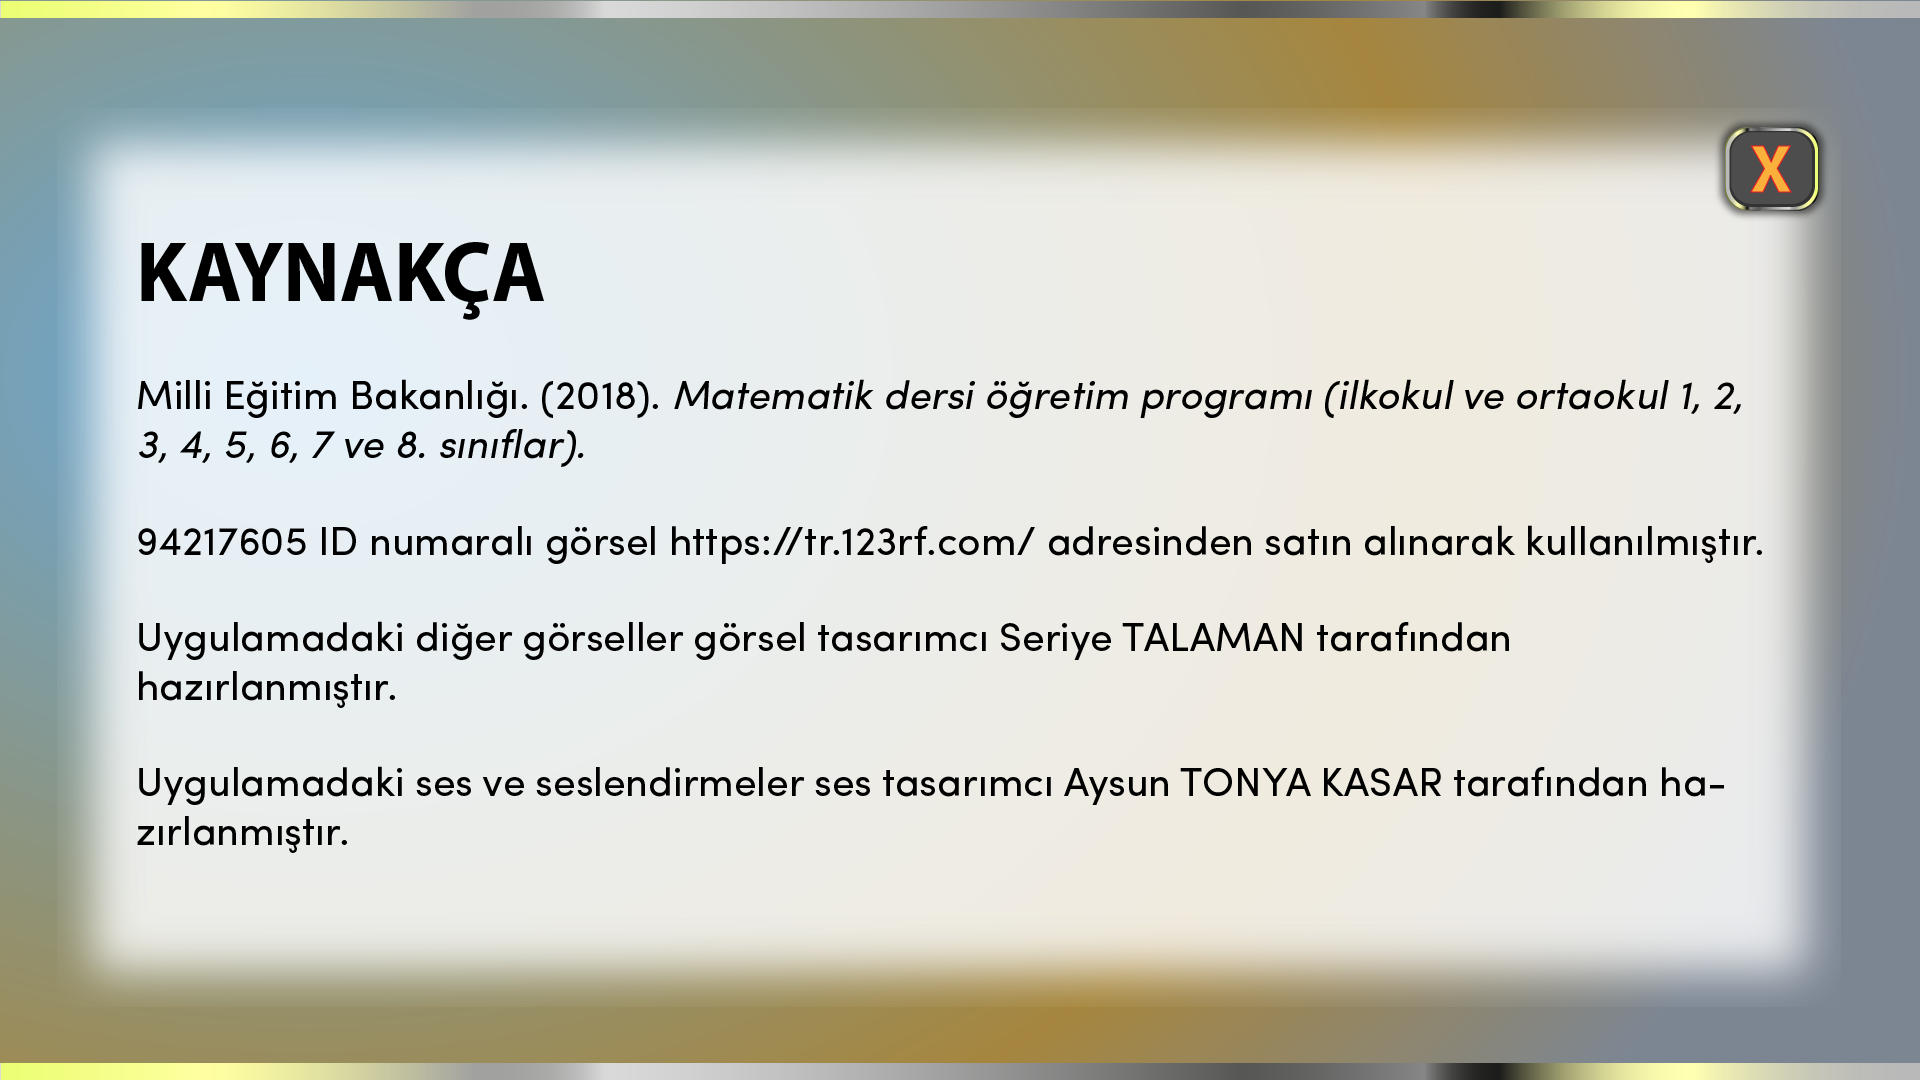 X
KAYNAKÇA
Milli Eğitim Bakanlığı. (2018). Matematik dersi öğretim programı (ilkokul ve ortaokul 1, 2,
3, 4, 5, 6, 7 ve 8. sınıflar).
94217605 ID numaralı görsel https://tr.123rf.com/ adresinden satın alınarak kullanılmıştır.
Uygulamadaki diğer görseller görsel tasarımcı Seriye TALAMAN tarafından
hazırlanmıştır.
Uygulamadaki ses ve seslendirmeler ses tasarımcı Aysun TONYA KASAR tarafından ha-
zırlanmıştır.